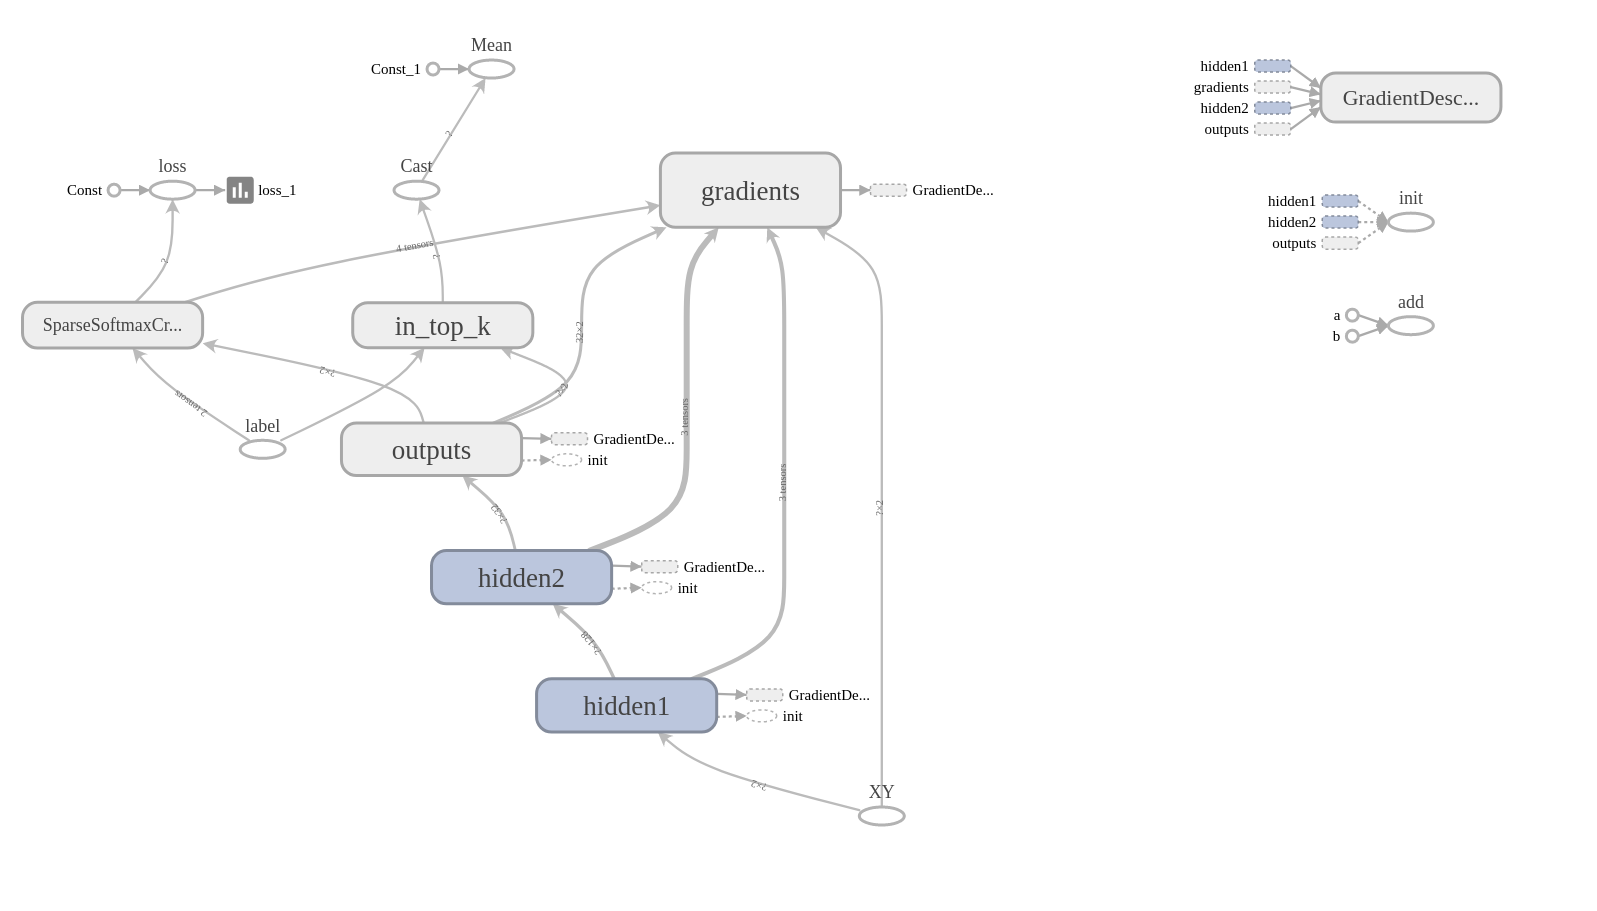 Mean
Const_1
?
loss
Const
loss_1
Cast
?
?
4 tensors
gradients
GradientDe...
SparseSoftmaxCr...
in_top_k
32×2
?×2
?×2
2 tensors
label
outputs
GradientDe...
init
3 tensors
3 tensors
?×2
?×32
hidden2
GradientDe...
init
?×128
hidden1
GradientDe...
init
?×2
XY
hidden1
gradients
hidden2
outputs
GradientDesc...
hidden1
hidden2
outputs
init
add
a
b